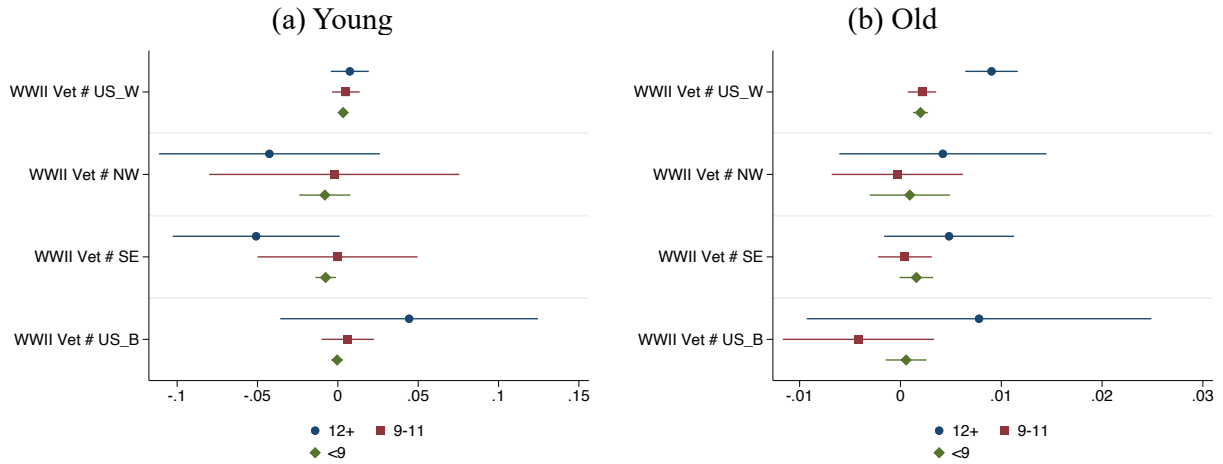 (a) Young
WWII Vet # US_W
WWII Vet # NW
WWII Vet # SE
WWII Vet # US_B
-.1 -.05 0 .05 .1 .15
12+ 9-11
<9
(b) Old
WWII Vet # US_W
WWII Vet # NW
WWII Vet # SE
WWII Vet # US_B
-.01 0 .01 .02 .03
12+ 9-11
<9